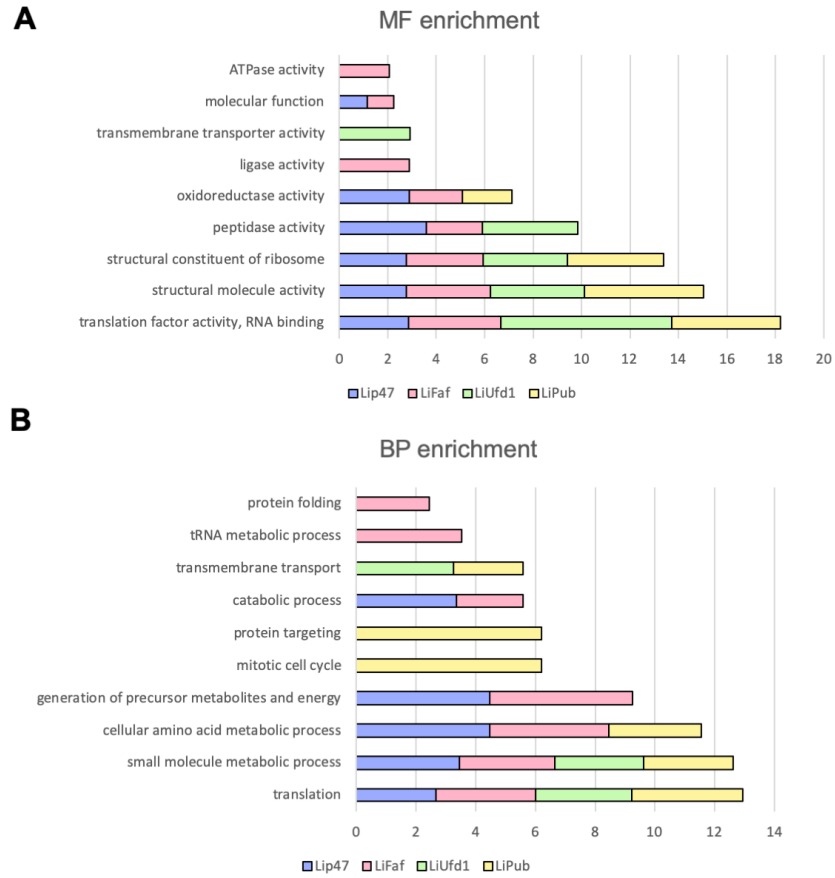 A
MF enrichment
ATPase activity
molecular function
transmembrane transporter activity
ligase activity
oxidoreductase activity
peptidase activity
structural constituent of ribosome
structural molecule activity
translation factor activity, RNA binding
0 2 4 6 8 10 12 14 16 18 20
Lip47 LiFaf LiUfd1 LiPub
B
BP enrichment
protein folding
tRNA metabolic process
transmembrane transport
catabolic process
protein targeting
mitotic cell cycle
generation of precursor metabolites and energy
cellular amino acid metabolic process
small molecule metabolic process
translation
0 2 4 6 8 10 12 14
Lip47 LiFaf LiUfd1 LiPub